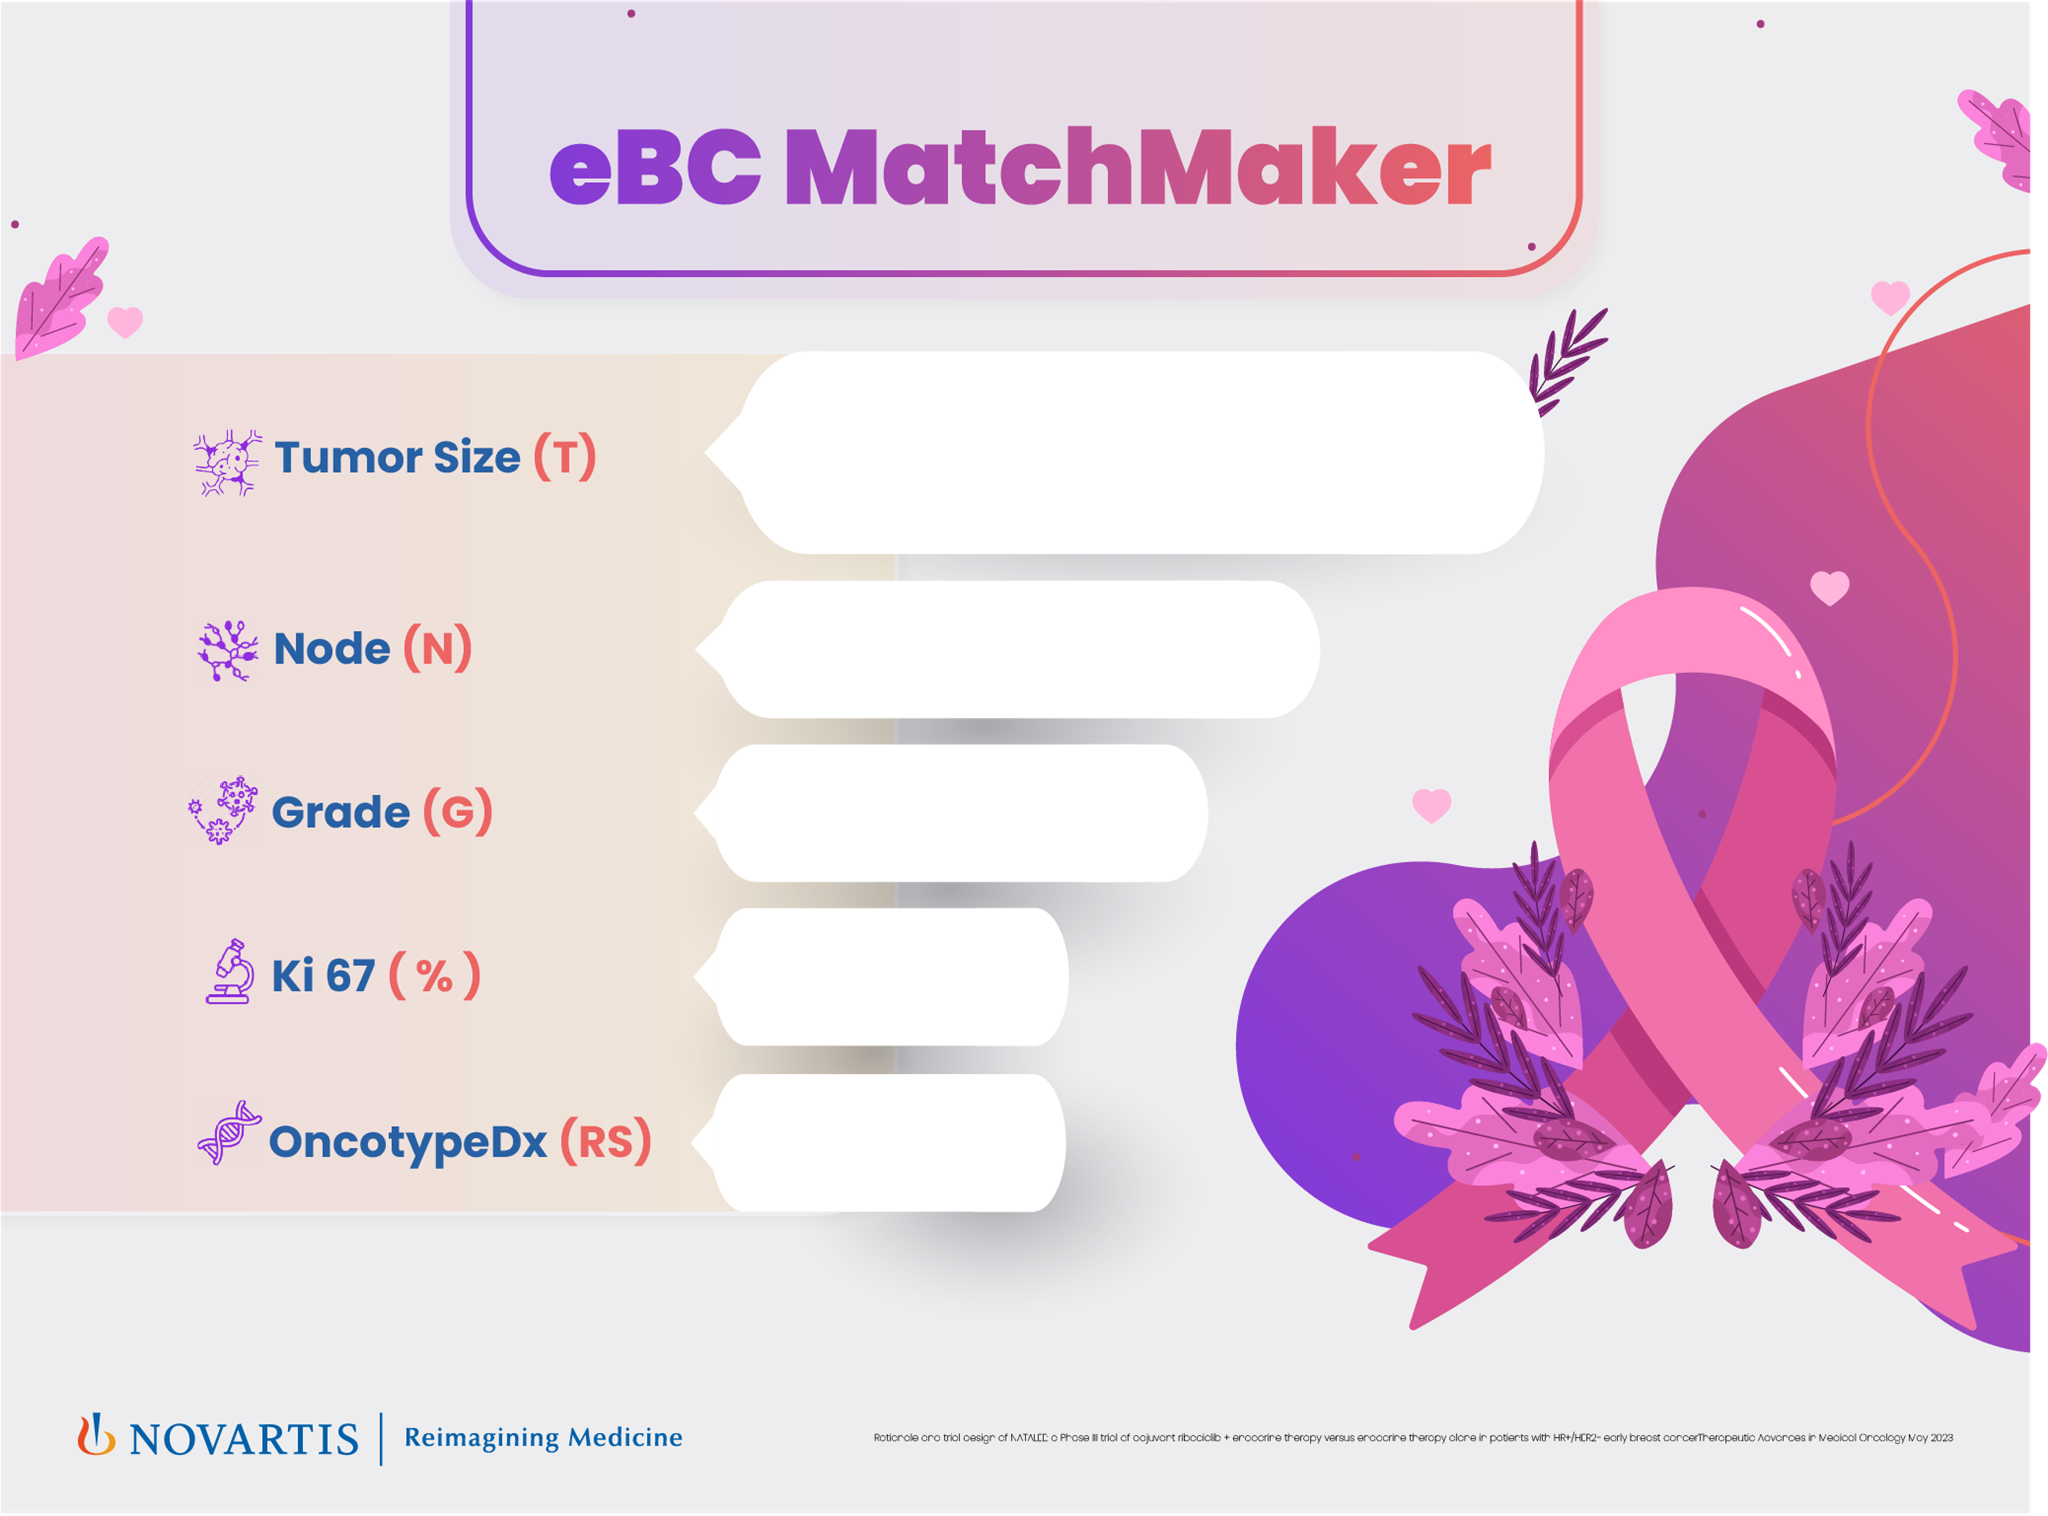 eBC MatchMaker
Tumor Size (T)
Node (N)
Grade (G)
Ki 67 ( % )
OncotypeDx (RS)
NOVARTIS | Reimagining Medicine
Rationale and trial design of NATALEE: a Phase III trial of adjuvant ribociclib + endocrine therapy versus endocrine therapy alone in patients with HR+/HER2- early breast cancerTherapeutic Advances in Medical Oncology May 2023